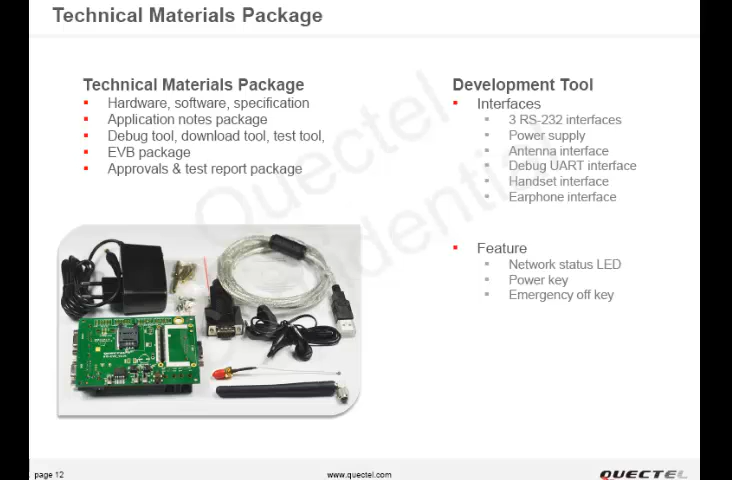 Technical Materials Package
Technical Materials Package
Hardware, software, specification
Application notes package
Debug tool, download tool, test tool,
EVB package
Approvals & test report package
Development Tool
Interfaces
3 RS-232 interfaces
Power supply
Antenna interface
Debug UART interface
Handset interface
Earphone interface
Feature
Network status LED
Power key
Emergency off key
Quectel
page 12
www.quectel.com
QUECTEL